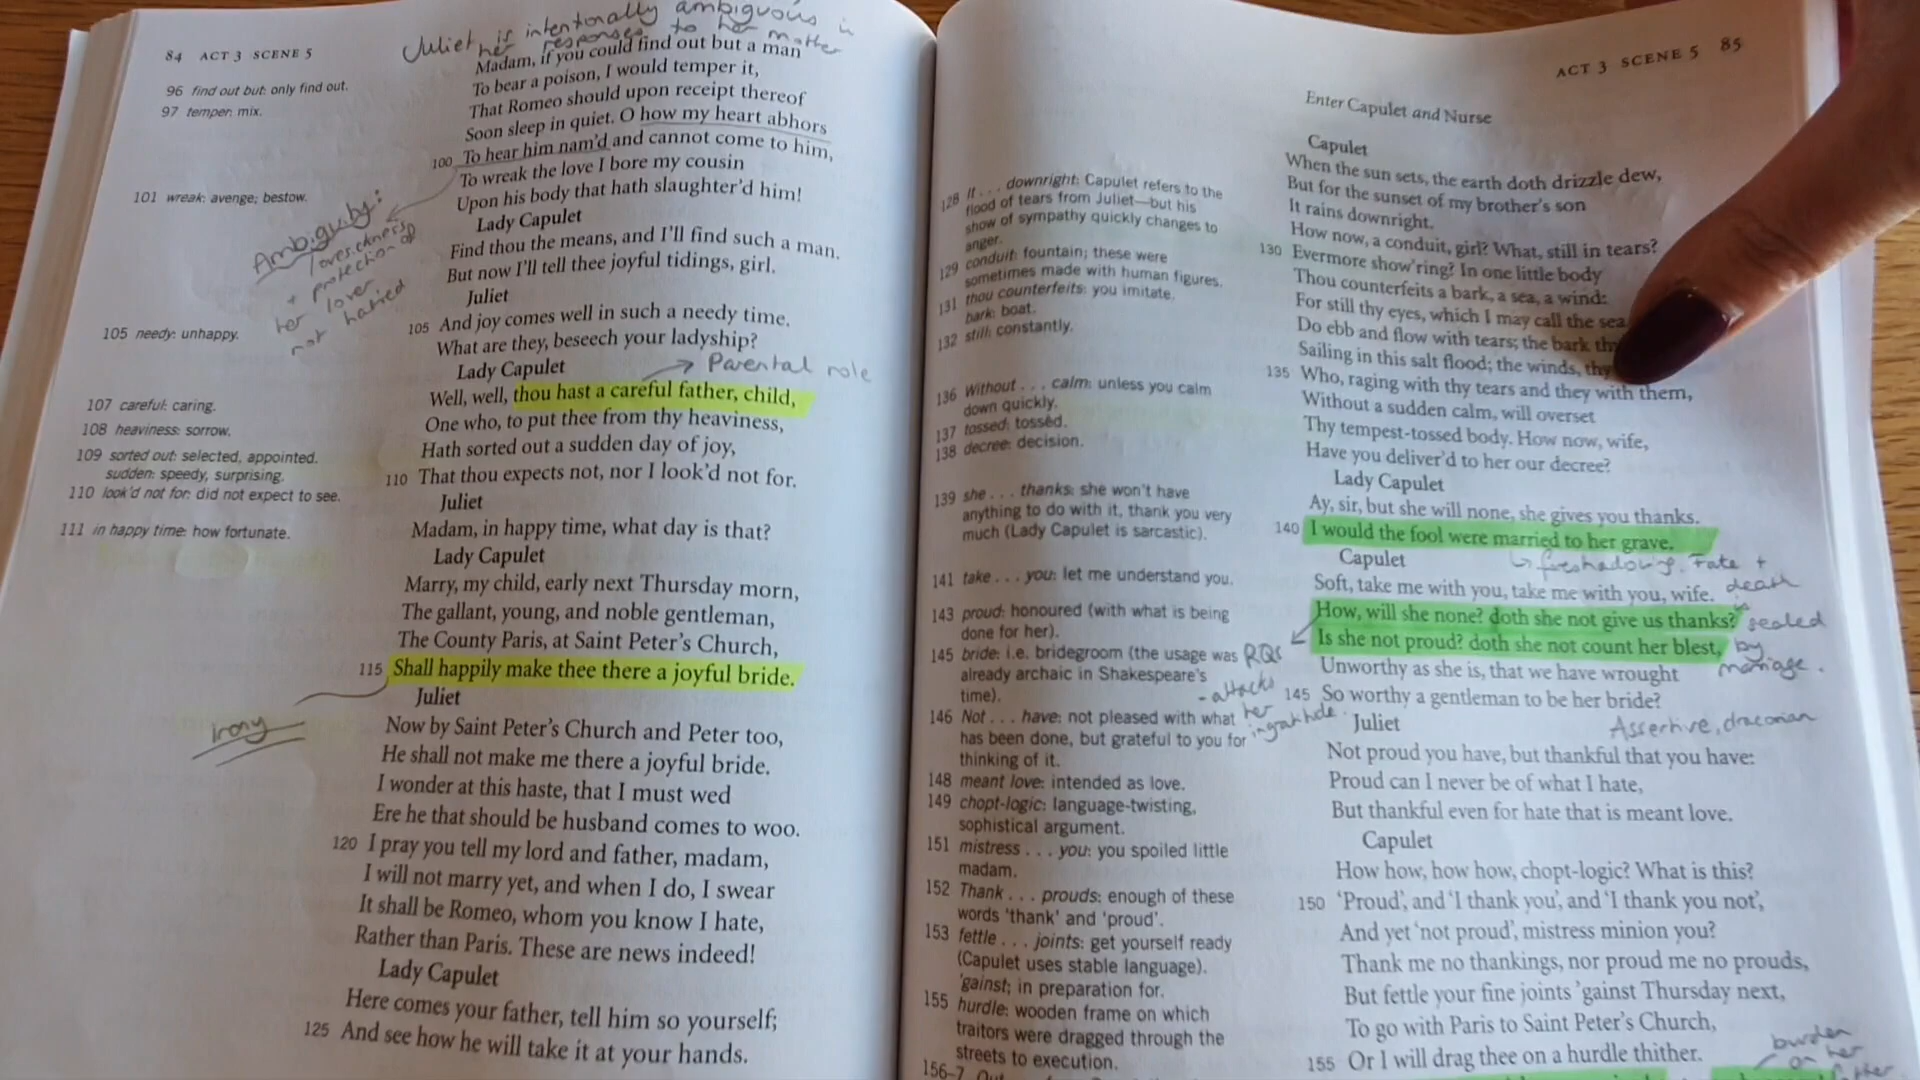 84 ACT 3 SCENE 5
Juliet is intentionally ambiguous in
her responses to her mother
96 find out but: only find out.
97 temper: mix.
101 wreak: avenge; bestow.
Ambiguity:
lovesickness
+ protection of
her lover
not hatred
105 needy: unhappy.
107 careful: caring.
108 heaviness: sorrow.
109 sorted out: selected, appointed.
sudden: speedy, surprising.
110 look'd not for: did not expect to see.
111 in happy time: how fortunate.
Irony
Madam, if you could find out but a man
To bear a poison, I would temper it,
That Romeo should upon receipt thereof
Soon sleep in quiet. O how my heart abhors
100 To hear him nam'd and cannot come to him,
To wreak the love I bore my cousin
Upon his body that hath slaughter'd him!
Lady Capulet
Find thou the means, and I'll find such a man.
But now I'll tell thee joyful tidings, girl.
Juliet
105 And joy comes well in such a needy time.
What are they, beseech your ladyship?
Lady Capulet
Parental role
Well, well, thou hast a careful father, child,
One who, to put thee from thy heaviness,
Hath sorted out a sudden day of joy,
110 That thou expects not, nor I look'd not for.
Juliet
Madam, in happy time, what day is that?
Lady Capulet
Marry, my child, early next Thursday morn,
The gallant, young, and noble gentleman,
The County Paris, at Saint Peter's Church,
115 Shall happily make thee there a joyful bride.
Juliet
Now by Saint Peter's Church and Peter too,
He shall not make me there a joyful bride.
I wonder at this haste, that I must wed
Ere he that should be husband comes to woo.
120 I pray you tell my lord and father, madam,
I will not marry yet, and when I do, I swear
It shall be Romeo, whom you know I hate,
Rather than Paris. These are news indeed!
Lady Capulet
Here comes your father, tell him so yourself;
125 And see how he will take it at your hands.
ACT 3 SCENE 5 85
128 It . . . downright: Capulet refers to the
flood of tears from Juliet—but his
show of sympathy quickly changes to
anger.
129 conduit: fountain; these were
sometimes made with human figures.
131 thou counterfeits: you imitate.
bark: boat.
132 still: constantly.
136 Without . . . calm: unless you calm
down quickly.
137 tossed: tossèd.
138 decree: decision.
139 she . . . thanks: she won't have
anything to do with it, thank you very
much (Lady Capulet is sarcastic).
141 take . . . you: let me understand you.
143 proud: honoured (with what is being
done for her).
145 bride: i.e. bridegroom (the usage was
already archaic in Shakespeare's
time).
146 Not . . . have: not pleased with what
has been done, but grateful to you for
thinking of it.
148 meant love: intended as love.
149 chopt-logic: language-twisting,
sophistical argument.
151 mistress . . . you: you spoiled little
madam.
152 Thank . . . prouds: enough of these
words 'thank' and 'proud'.
153 fettle . . . joints: get yourself ready
(Capulet uses stable language).
'gainst: in preparation for.
155 hurdle: wooden frame on which
traitors were dragged through the
streets to execution.
156–7
RQs
- attacks
her
ingratitude.
Enter Capulet and Nurse
Capulet
When the sun sets, the earth doth drizzle dew,
But for the sunset of my brother's son
It rains downright.
How now, a conduit, girl? What, still in tears?
130 Evermore show'ring? In one little body
Thou counterfeits a bark, a sea, a wind:
For still thy eyes, which I may call the sea
Do ebb and flow with tears; the bark
Sailing in this salt flood; the winds, thy
135 Who, raging with thy tears and they with them,
Without a sudden calm, will overset
Thy tempest-tossed body. How now, wife,
Have you deliver'd to her our decree?
Lady Capulet
Ay, sir, but she will none, she gives you thanks.
140 I would the fool were married to her grave.
Capulet
foreshadowing. Fate +
death
is
sealed
by
marriage.
Soft, take me with you, take me with you, wife.
How, will she none? doth she not give us thanks?
Is she not proud? doth she not count her blest,
Unworthy as she is, that we have wrought
145 So worthy a gentleman to be her bride?
Juliet
Assertive, draconian
Not proud you have, but thankful that you have:
Proud can I never be of what I hate,
But thankful even for hate that is meant love.
Capulet
How how, how how, chopt-logic? What is this?
150 'Proud', and 'I thank you', and 'I thank you not',
And yet 'not proud', mistress minion you?
Thank me no thankings, nor proud me no prouds,
But fettle your fine joints 'gainst Thursday next,
To go with Paris to Saint Peter's Church,
155 Or I will drag thee on a hurdle thither.
burden
on her